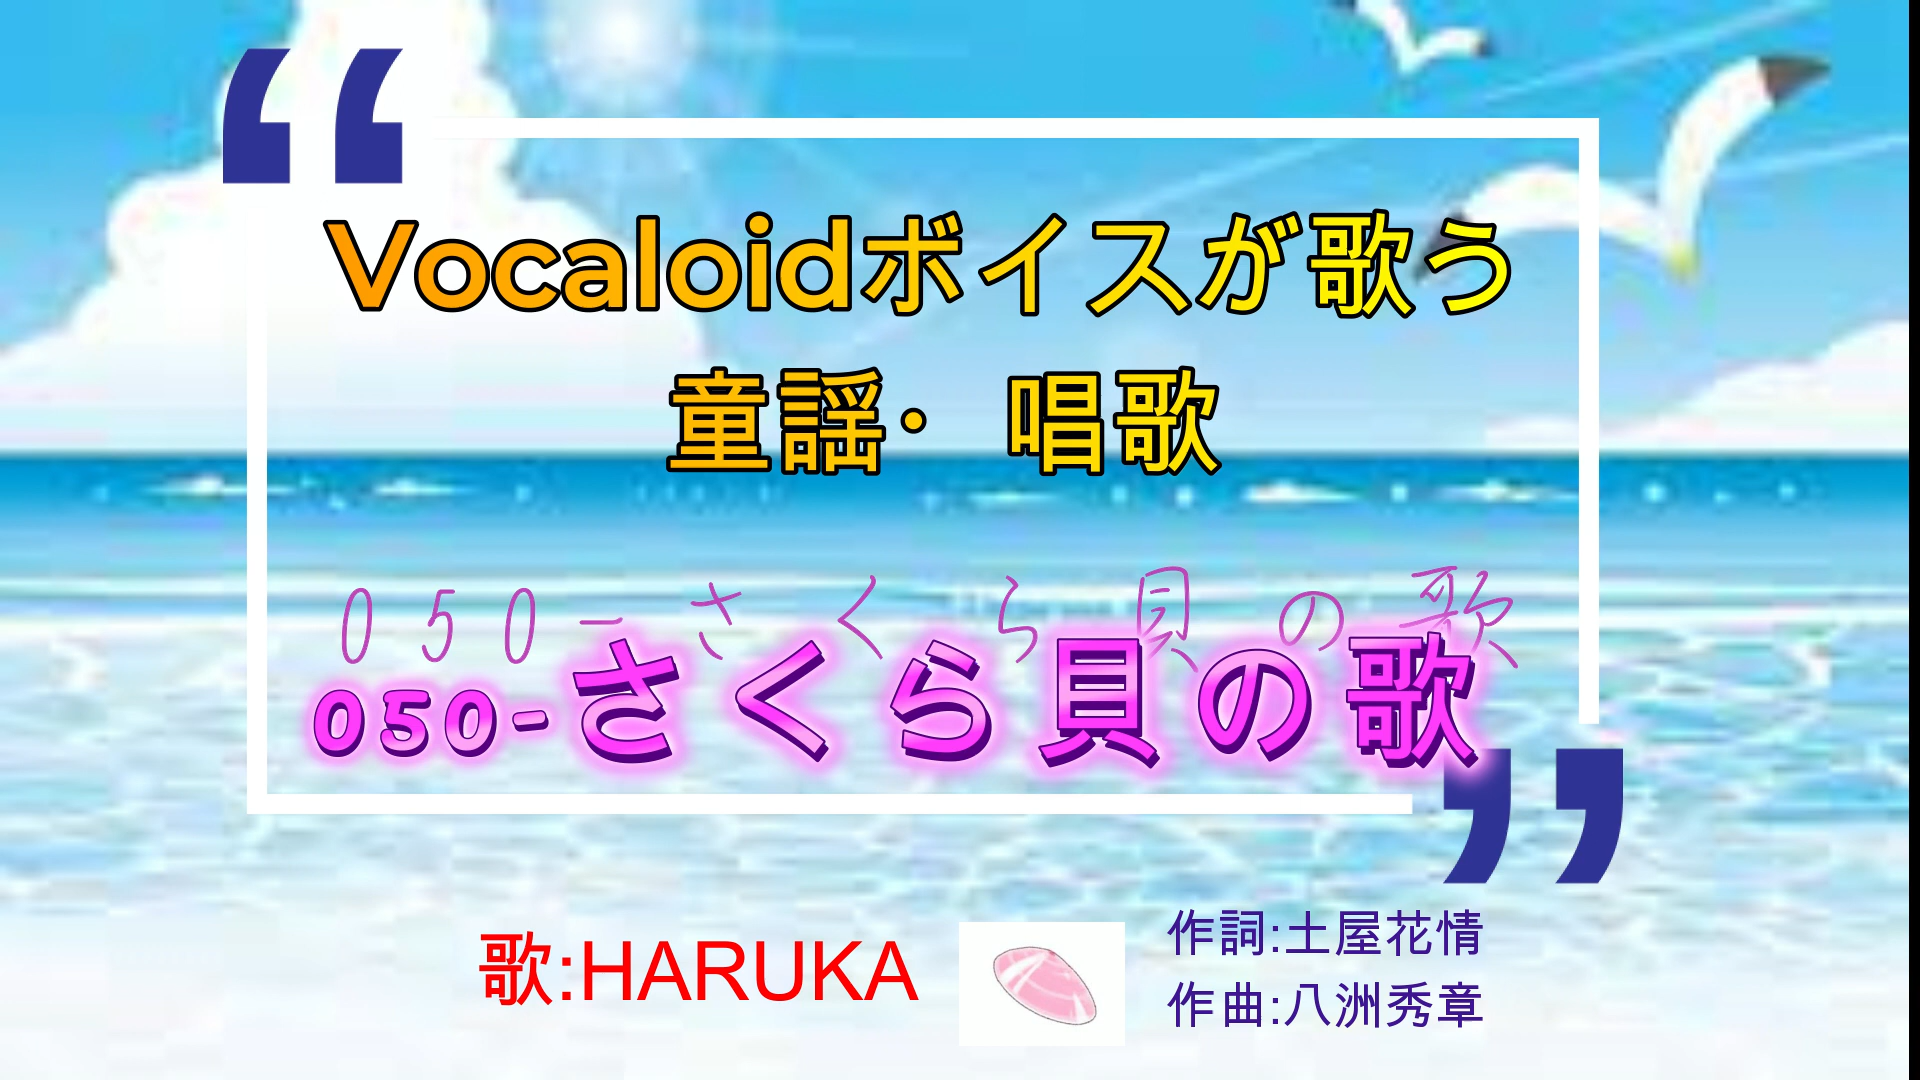 “
Vocaloidボイスが歌う
童謡・ 唱歌
050-さくら貝の歌
050-さくら貝の歌
”
歌:HARUKA
作詞:土屋花情
作曲:八洲秀章